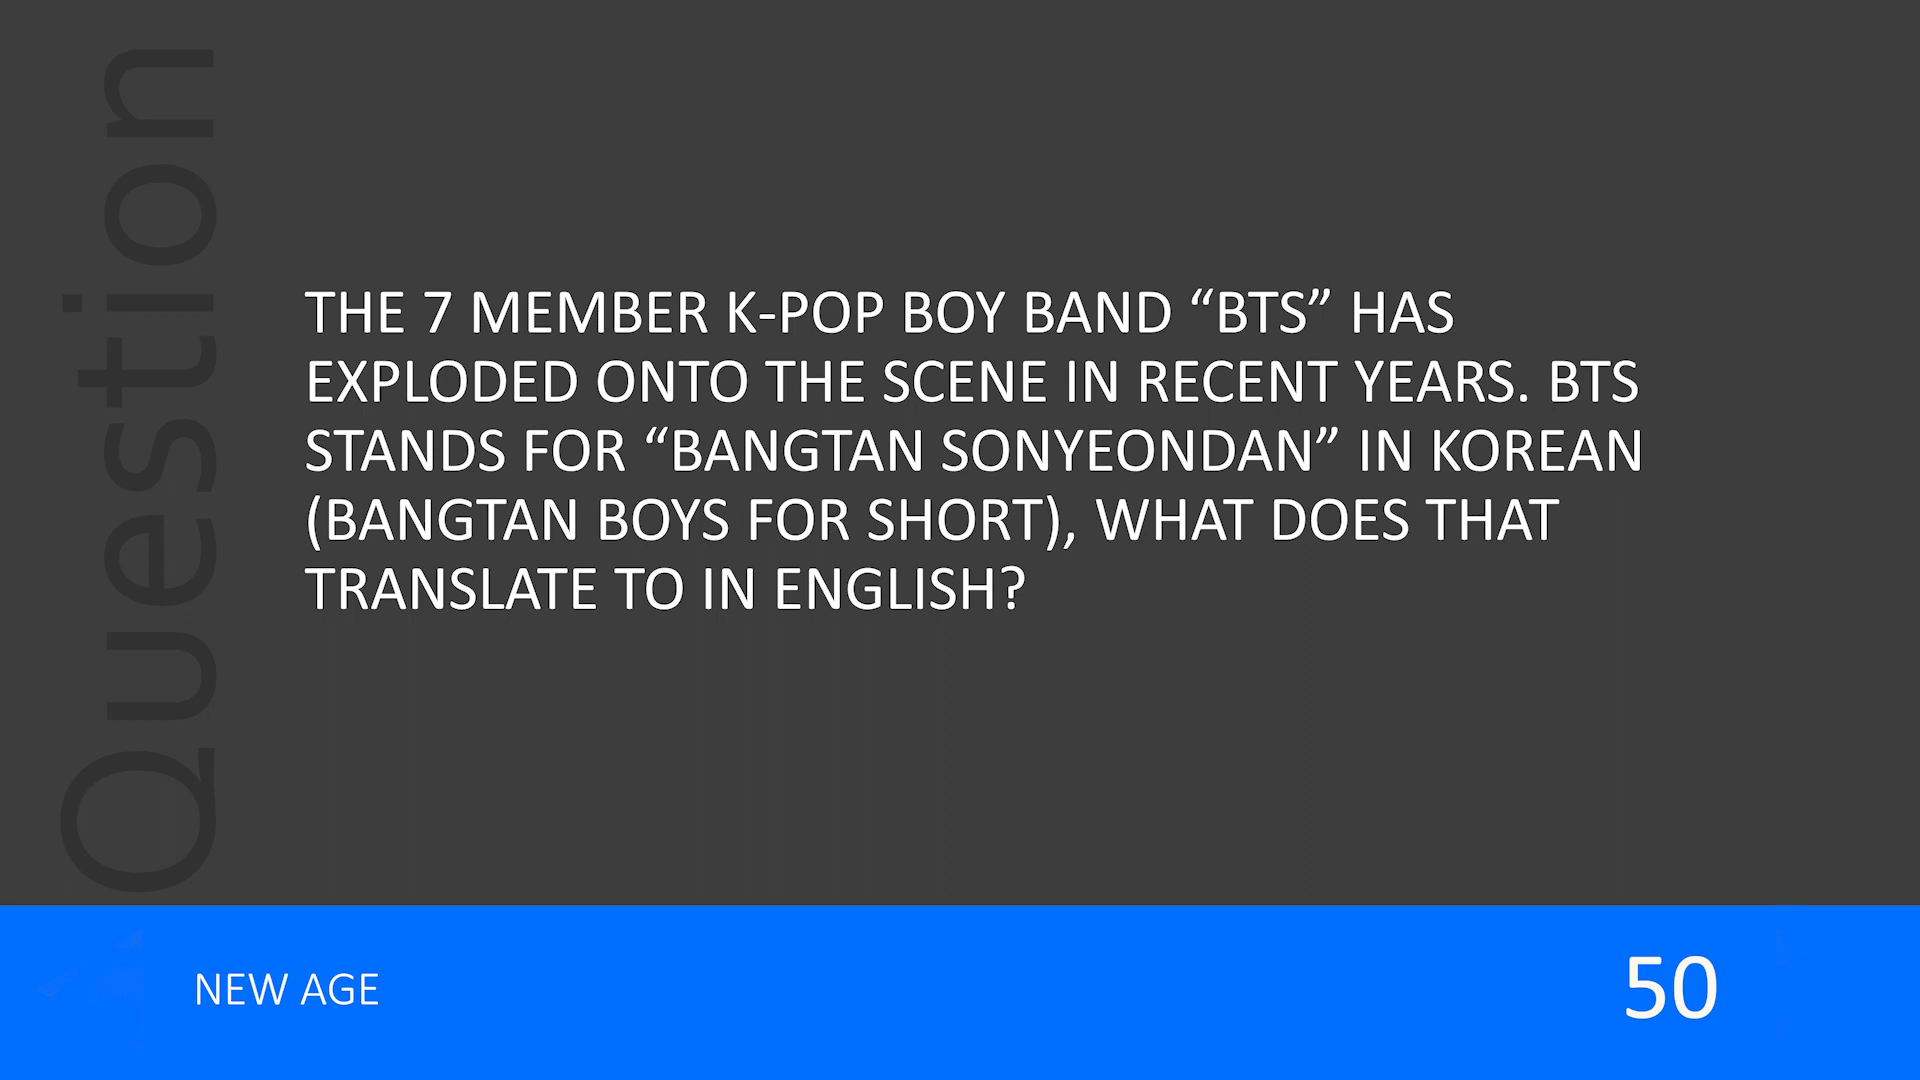 Question
THE 7 MEMBER K-POP BOY BAND “BTS” HAS
EXPLODED ONTO THE SCENE IN RECENT YEARS. BTS
STANDS FOR “BANGTAN SONYEONDAN” IN KOREAN
(BANGTAN BOYS FOR SHORT), WHAT DOES THAT
TRANSLATE TO IN ENGLISH?
NEW AGE
50